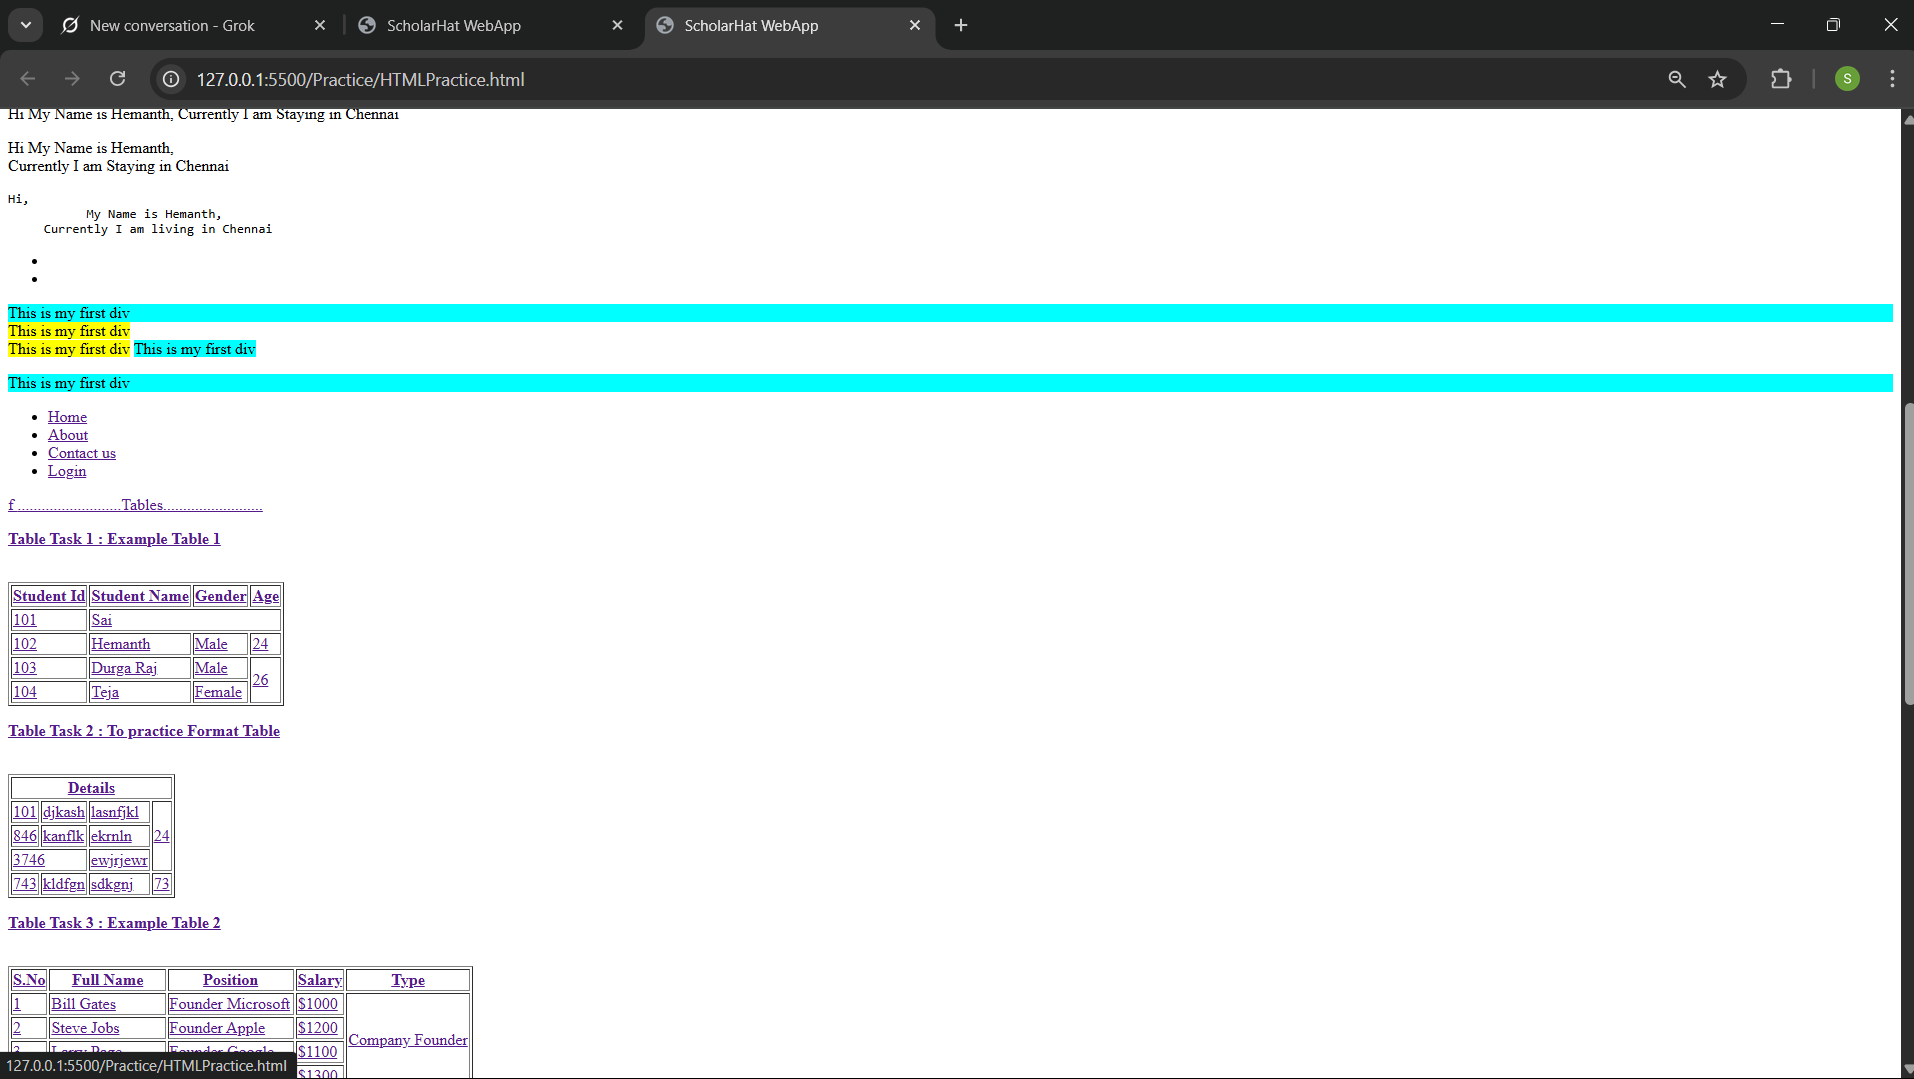 New conversation - Grok
ScholarHat WebApp
ScholarHat WebApp
127.0.0.1:5500/Practice/HTMLPractice.html
S
Hi My Name is Hemanth, Currently I am Staying in Chennai
Hi My Name is Hemanth,
Currently I am Staying in Chennai
Hi,
My Name is Hemanth,
Currently I am living in Chennai
This is my first div
This is my first div
This is my first div This is my first div
This is my first div
Home
About
Contact us
Login
f ..........................Tables.........................
Table Task 1 : Example Table 1
Student Id Student Name Gender Age
101 Sai
102 Hemanth Male 24
103 Durga Raj Male 26
104 Teja Female
Table Task 2 : To practice Format Table
Details
101 djkash lasnfjkl
846 kanflk ekrnln 24
3746 ewjrjewr
743 kldfgn sdkgnj 73
Table Task 3 : Example Table 2
S.No Full Name Position Salary Type
1 Bill Gates Founder Microsoft $1000
2 Steve Jobs Founder Apple $1200 Company Founder
3 Larry Page Founder Google $1100
$1300
127.0.0.1:5500/Practice/HTMLPractice.html